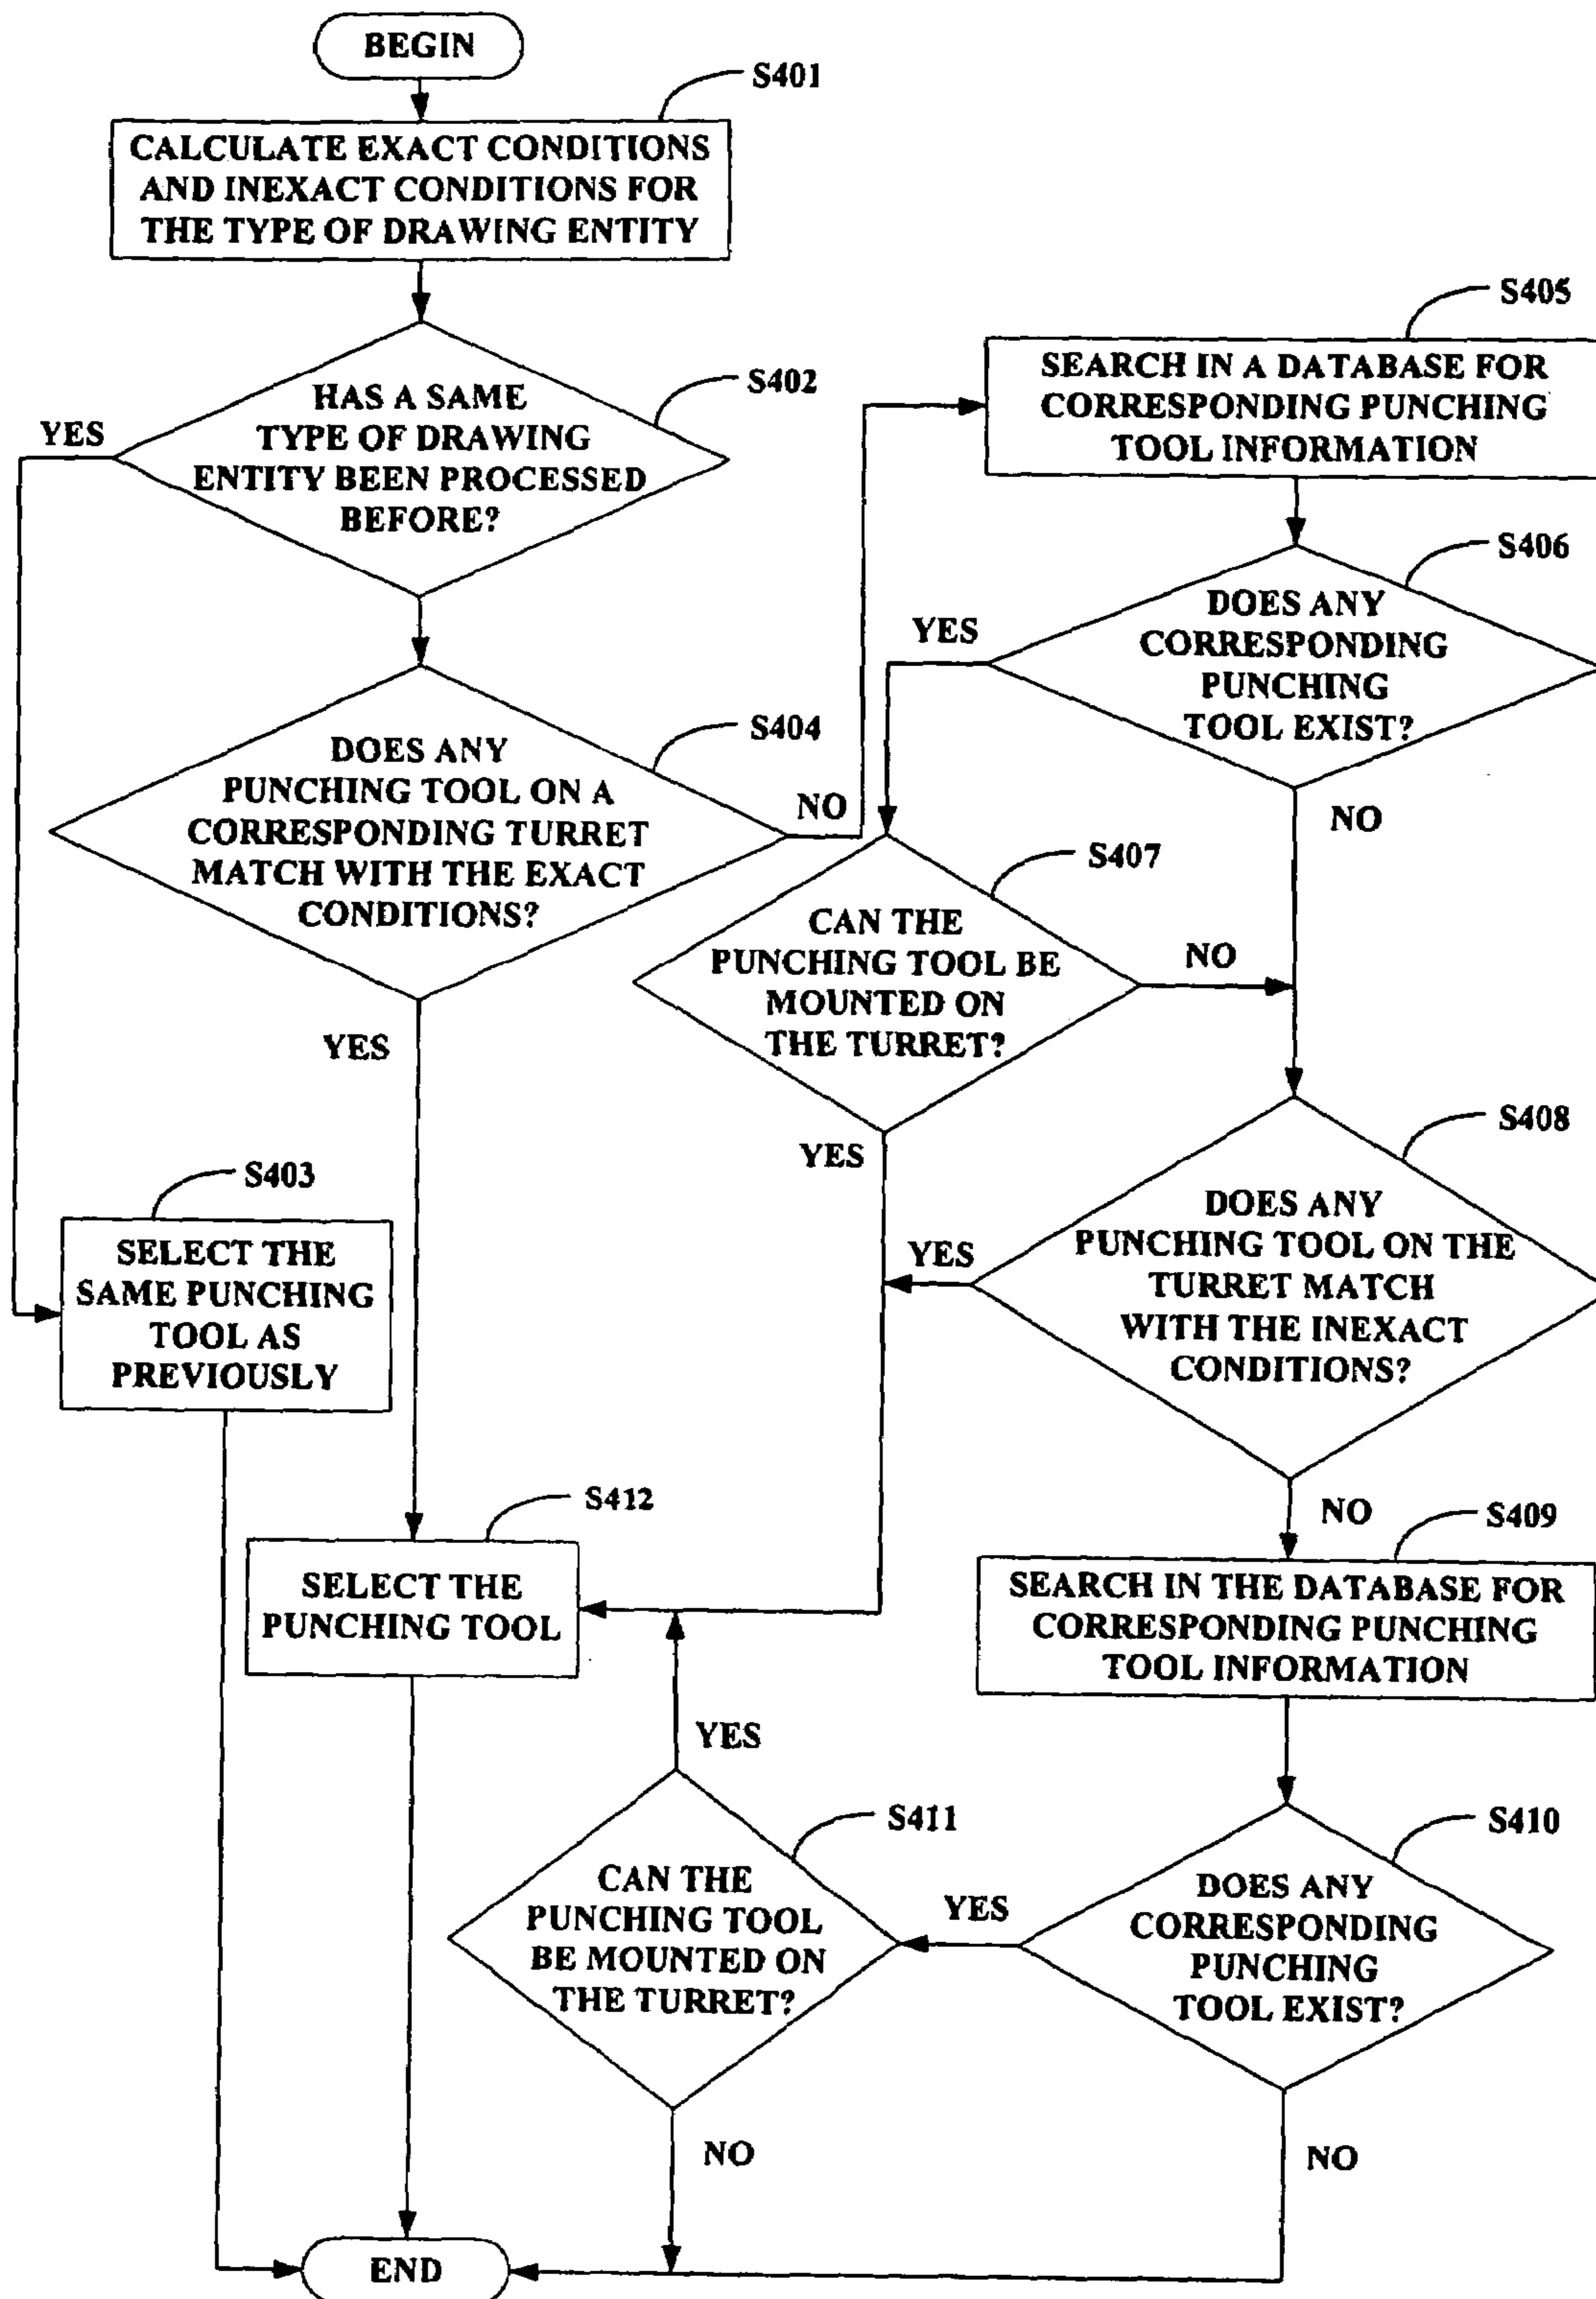 BEGIN
S401
CALCULATE EXACT CONDITIONS
AND INEXACT CONDITIONS FOR
THE TYPE OF DRAWING ENTITY
S402
HAS A SAME
TYPE OF DRAWING
ENTITY BEEN PROCESSED
BEFORE?
YES
S404
DOES ANY
PUNCHING TOOL ON A
CORRESPONDING TURRET
MATCH WITH THE EXACT
CONDITIONS?
NO
YES
S403
SELECT THE
SAME PUNCHING
TOOL AS
PREVIOUSLY
S405
SEARCH IN A DATABASE FOR
CORRESPONDING PUNCHING
TOOL INFORMATION
S406
DOES ANY
CORRESPONDING
PUNCHING
TOOL EXIST?
YES
NO
S407
CAN THE
PUNCHING TOOL BE
MOUNTED ON
THE TURRET?
NO
YES
S408
DOES ANY
PUNCHING TOOL ON THE
TURRET MATCH
WITH THE INEXACT
CONDITIONS?
YES
NO
S409
SEARCH IN THE DATABASE FOR
CORRESPONDING PUNCHING
TOOL INFORMATION
S412
SELECT THE
PUNCHING TOOL
YES
S411
CAN THE
PUNCHING TOOL
BE MOUNTED ON
THE TURRET?
YES
S410
DOES ANY
CORRESPONDING
PUNCHING
TOOL EXIST?
NO
NO
END